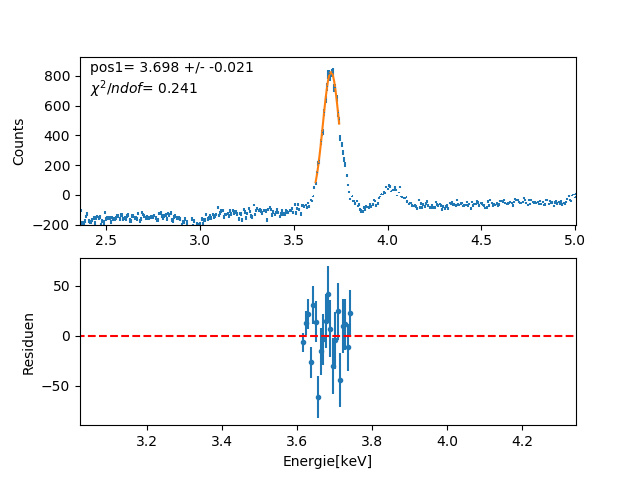 pos1= 3.698 +/- -0.021
χ²/ndof= 0.241
800
600
400
200
0
−200
Counts
2.5 3.0 3.5 4.0 4.5 5.0
50
0
−50
Residuen
3.2 3.4 3.6 3.8 4.0 4.2
Energie[keV]